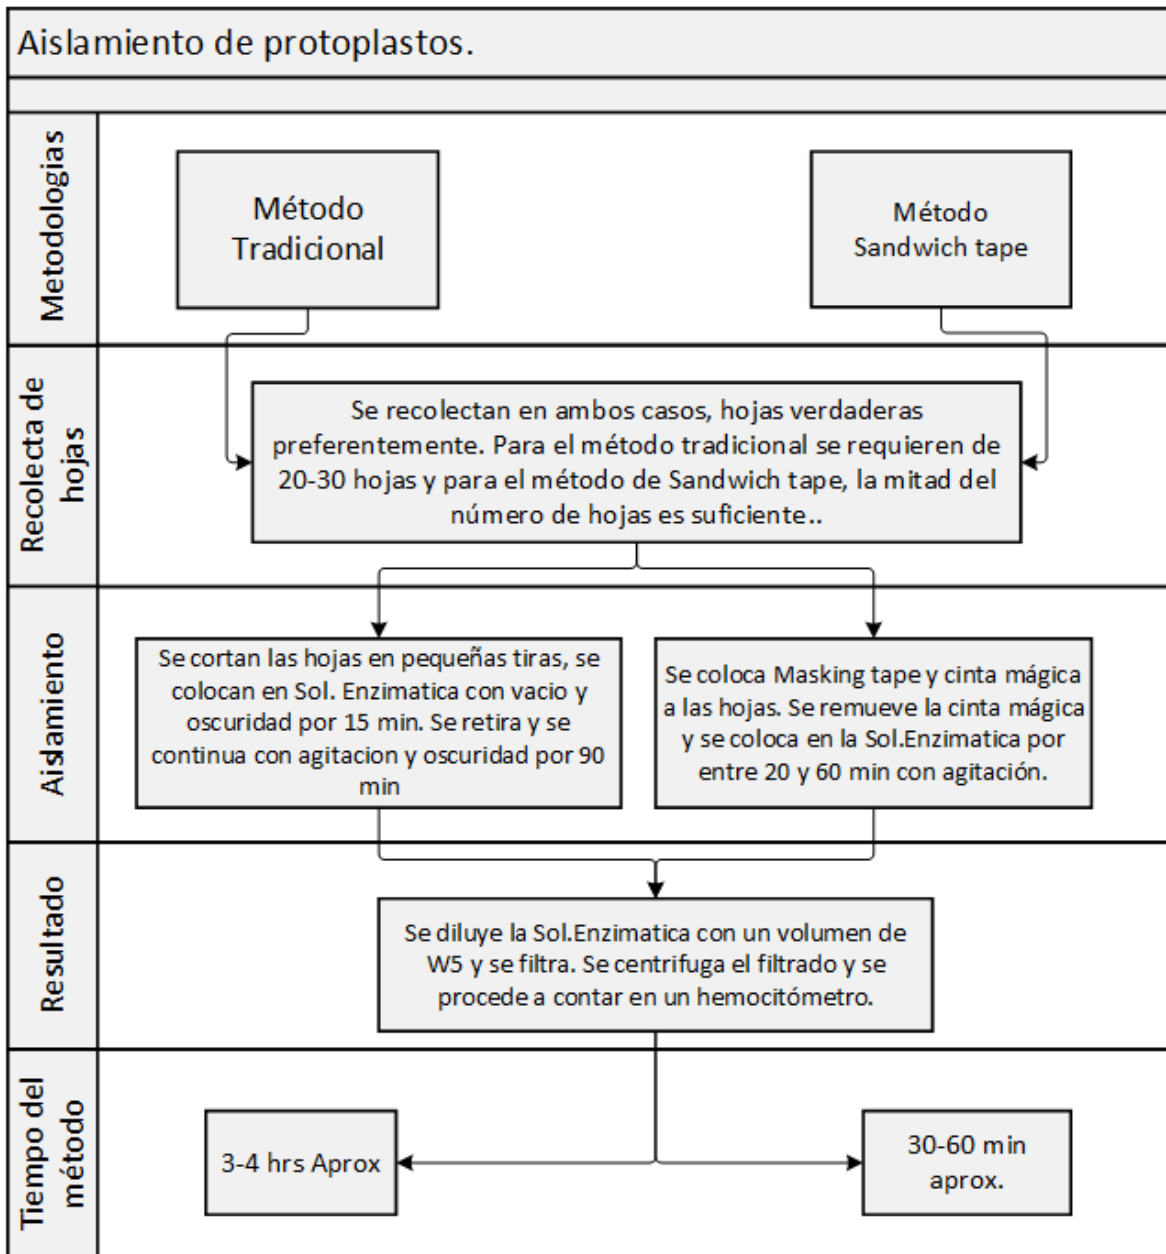 Aislamiento de protoplastos.
Metodologias
Método
Tradicional
Método
Sandwich tape
Recolecta de
hojas
Se recolectan en ambos casos, hojas verdaderas
preferentemente. Para el método tradicional se requieren de
20-30 hojas y para el método de Sandwich tape, la mitad del
número de hojas es suficiente..
Aislamiento
Se cortan las hojas en pequeñas tiras, se
colocan en Sol. Enzimatica con vacio y
oscuridad por 15 min. Se retira y se
continua con agitacion y oscuridad por 90
min
Se coloca Masking tape y cinta mágica
a las hojas. Se remueve la cinta mágica
y se coloca en la Sol.Enzimatica por
entre 20 y 60 min con agitación.
Resultado
Se diluye la Sol.Enzimatica con un volumen de
W5 y se filtra. Se centrifuga el filtrado y se
procede a contar en un hemocitómetro.
Tiempo del
método
3-4 hrs Aprox
30-60 min
aprox.